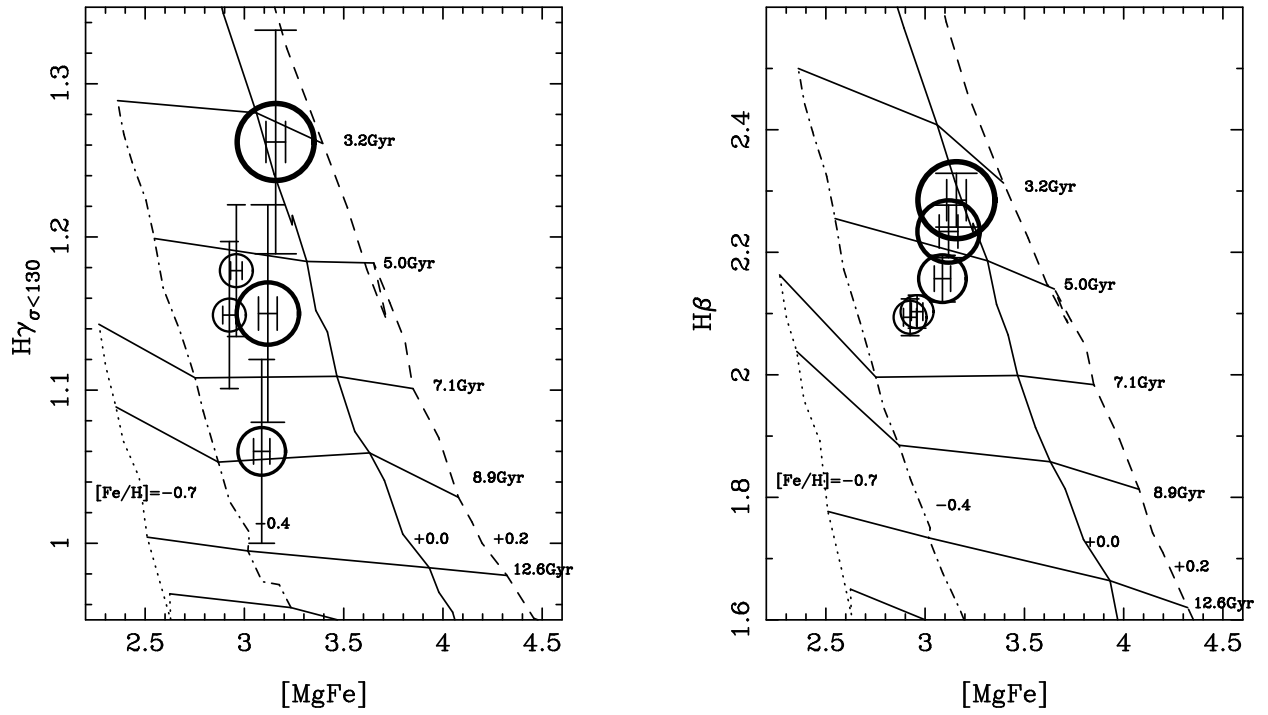 Hγσ<130
1.3
1.2
1.1
1
3.2Gyr
5.0Gyr
7.1Gyr
8.9Gyr
12.6Gyr
[Fe/H]=−0.7
−0.4
+0.0
+0.2
2.5 3 3.5 4 4.5
[MgFe]
Hβ
2.4
2.2
2
1.8
1.6
3.2Gyr
5.0Gyr
7.1Gyr
8.9Gyr
12.6Gyr
[Fe/H]=−0.7
−0.4
+0.0
+0.2
2.5 3 3.5 4 4.5
[MgFe]